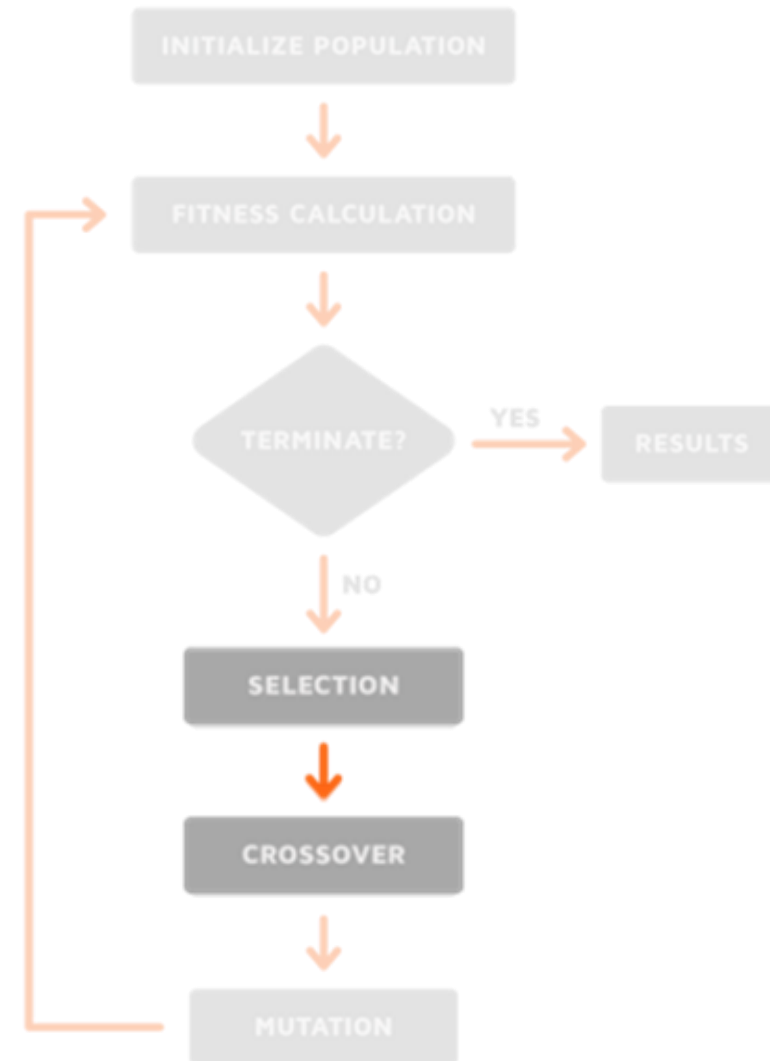 INITIALIZE POPULATION
FITNESS CALCULATION
TERMINATE?
YES
RESULTS
NO
SELECTION
CROSSOVER
MUTATION